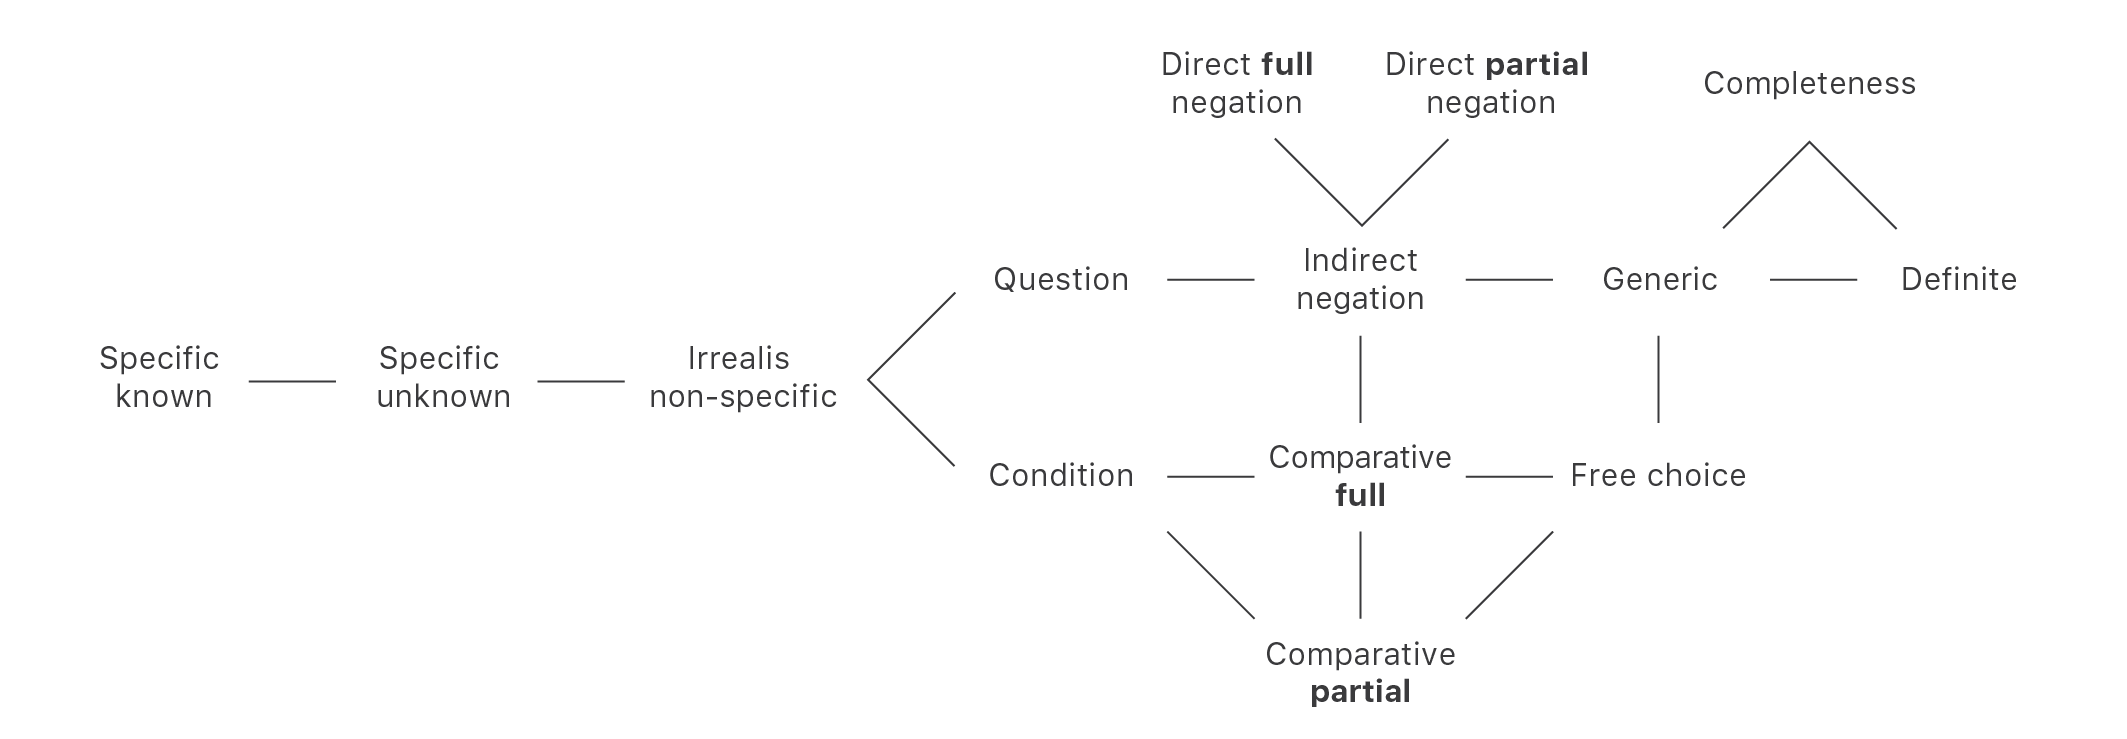 Direct full
negation
Direct partial
negation
Completeness
Specific
known
Specific
unknown
Irrealis
non-specific
Question
Indirect
negation
Generic
Definite
Condition
Comparative
full
Free choice
Comparative
partial